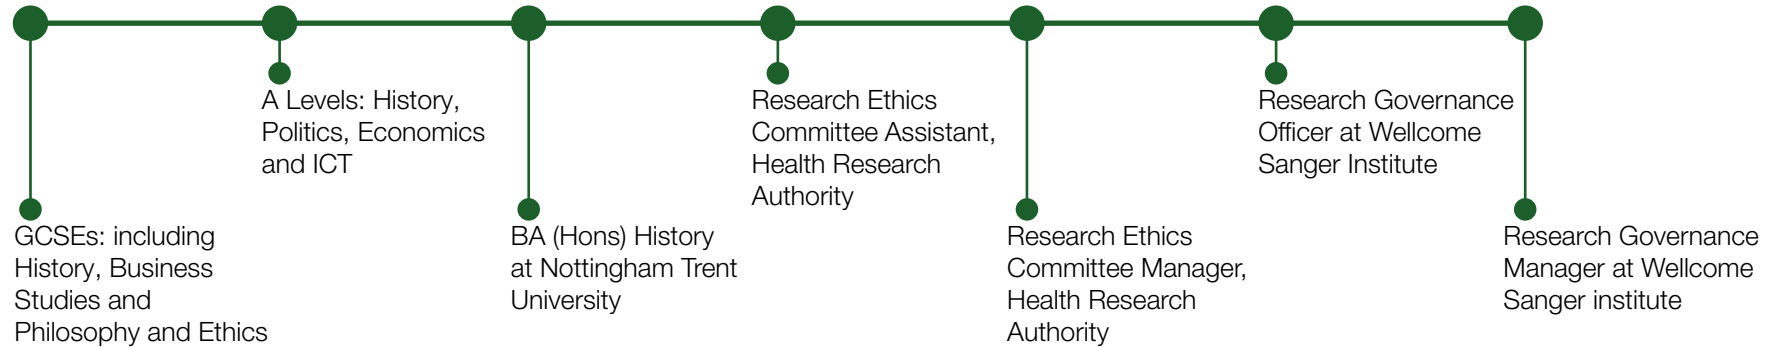 GCSEs: including
History, Business
Studies and
Philosophy and Ethics
A Levels: History,
Politics, Economics
and ICT
BA (Hons) History
at Nottingham Trent
University
Research Ethics
Committee Assistant,
Health Research
Authority
Research Ethics
Committee Manager,
Health Research
Authority
Research Governance
Officer at Wellcome
Sanger Institute
Research Governance
Manager at Wellcome
Sanger institute